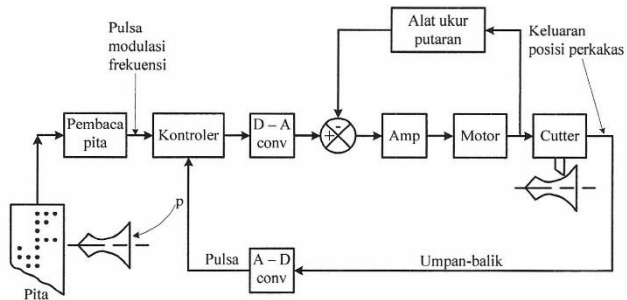 Pulsa
modulasi
frekuensi
Alat ukur
putaran
Keluaran
posisi perkakas
Pembaca
pita
Kontroler
D – A
conv
+
-
Amp
Motor
Cutter
p
Pita
Pulsa
A – D
conv
Umpan-balik